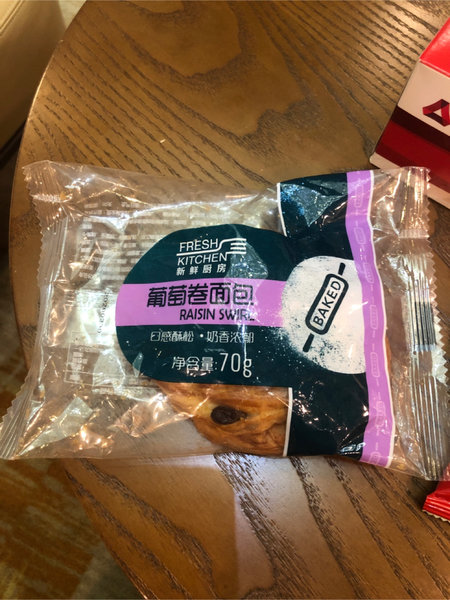 FRESH
KITCHEN
新鲜厨房
葡萄卷面包
RAISIN SWIRL
口感酥松·奶香浓郁
净含量:70g
BAKED